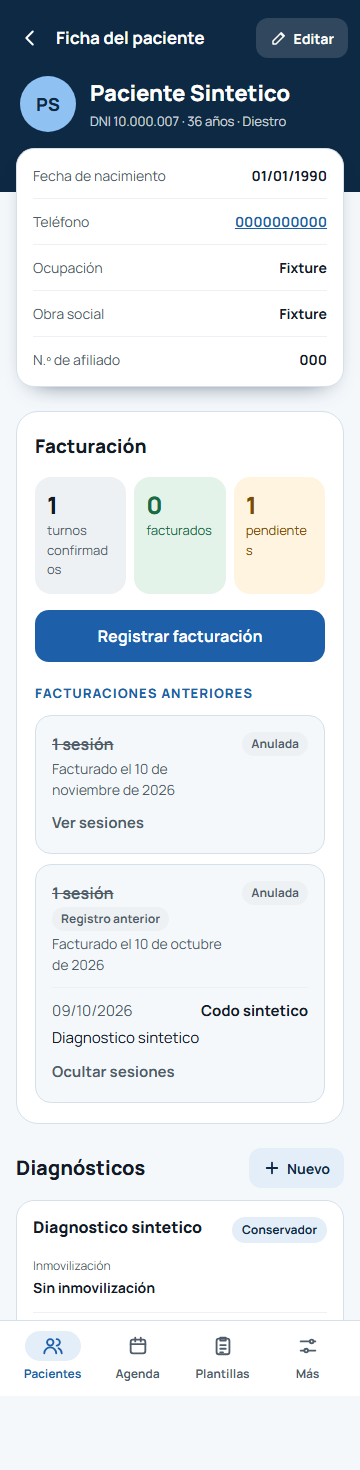 Ficha del paciente
Editar
PS
Paciente Sintetico
DNI 10.000.007 · 36 años · Diestro
Fecha de nacimiento 01/01/1990
Teléfono 0000000000
Ocupación Fixture
Obra social Fixture
N.º de afiliado 000
Facturación
1 0 1
turnos facturados pendiente
confirmad s
os
Registrar facturación
FACTURACIONES ANTERIORES
1 sesión Anulada
Facturado el 10 de
noviembre de 2026
Ver sesiones
1 sesión Anulada
Registro anterior
Facturado el 10 de octubre
de 2026
09/10/2026 Codo sintetico
Diagnostico sintetico
Ocultar sesiones
Diagnósticos
Nuevo
Diagnostico sintetico Conservador
Inmovilización
Sin inmovilización
Pacientes Agenda Plantillas Más